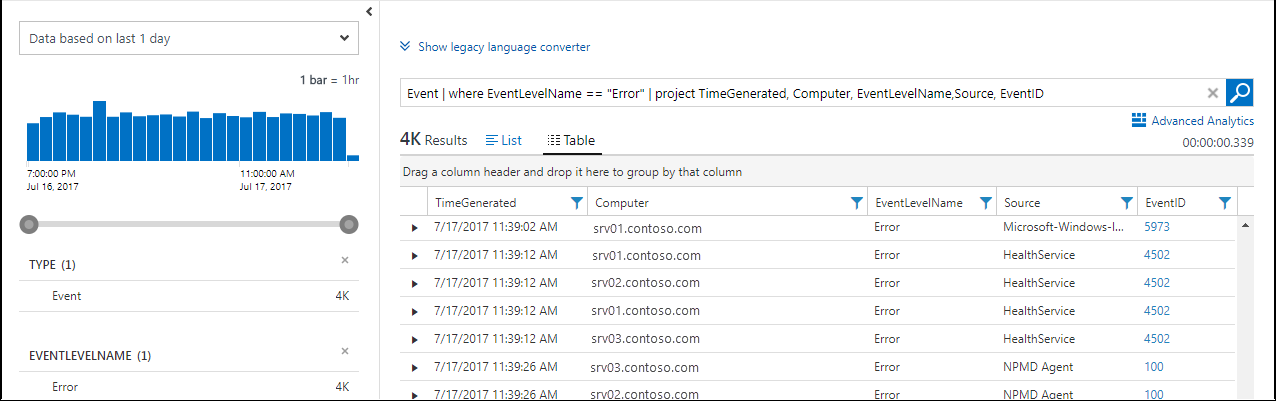 Data based on last 1 day
1 bar = 1hr
7:00:00 PM 11:00:00 AM
Jul 16, 2017 Jul 17, 2017
TYPE (1)
Event 4K
EVENTLEVELNAME (1)
Error 4K
Show legacy language converter
Event | where EventLevelName == "Error" | project TimeGenerated, Computer, EventLevelName,Source, EventID
Advanced Analytics
4K Results List Table 00:00:00.339
Drag a column header and drop it here to group by that column
TimeGenerated Computer EventLevelName Source EventID
7/17/2017 11:39:02 AM srv01.contoso.com Error Microsoft-Windows-I... 5973
7/17/2017 11:39:12 AM srv01.contoso.com Error HealthService 4502
7/17/2017 11:39:12 AM srv02.contoso.com Error HealthService 4502
7/17/2017 11:39:12 AM srv01.contoso.com Error HealthService 4502
7/17/2017 11:39:12 AM srv03.contoso.com Error HealthService 4502
7/17/2017 11:39:26 AM srv03.contoso.com Error NPMD Agent 100
7/17/2017 11:39:26 AM srv02.contoso.com Error NPMD Agent 100